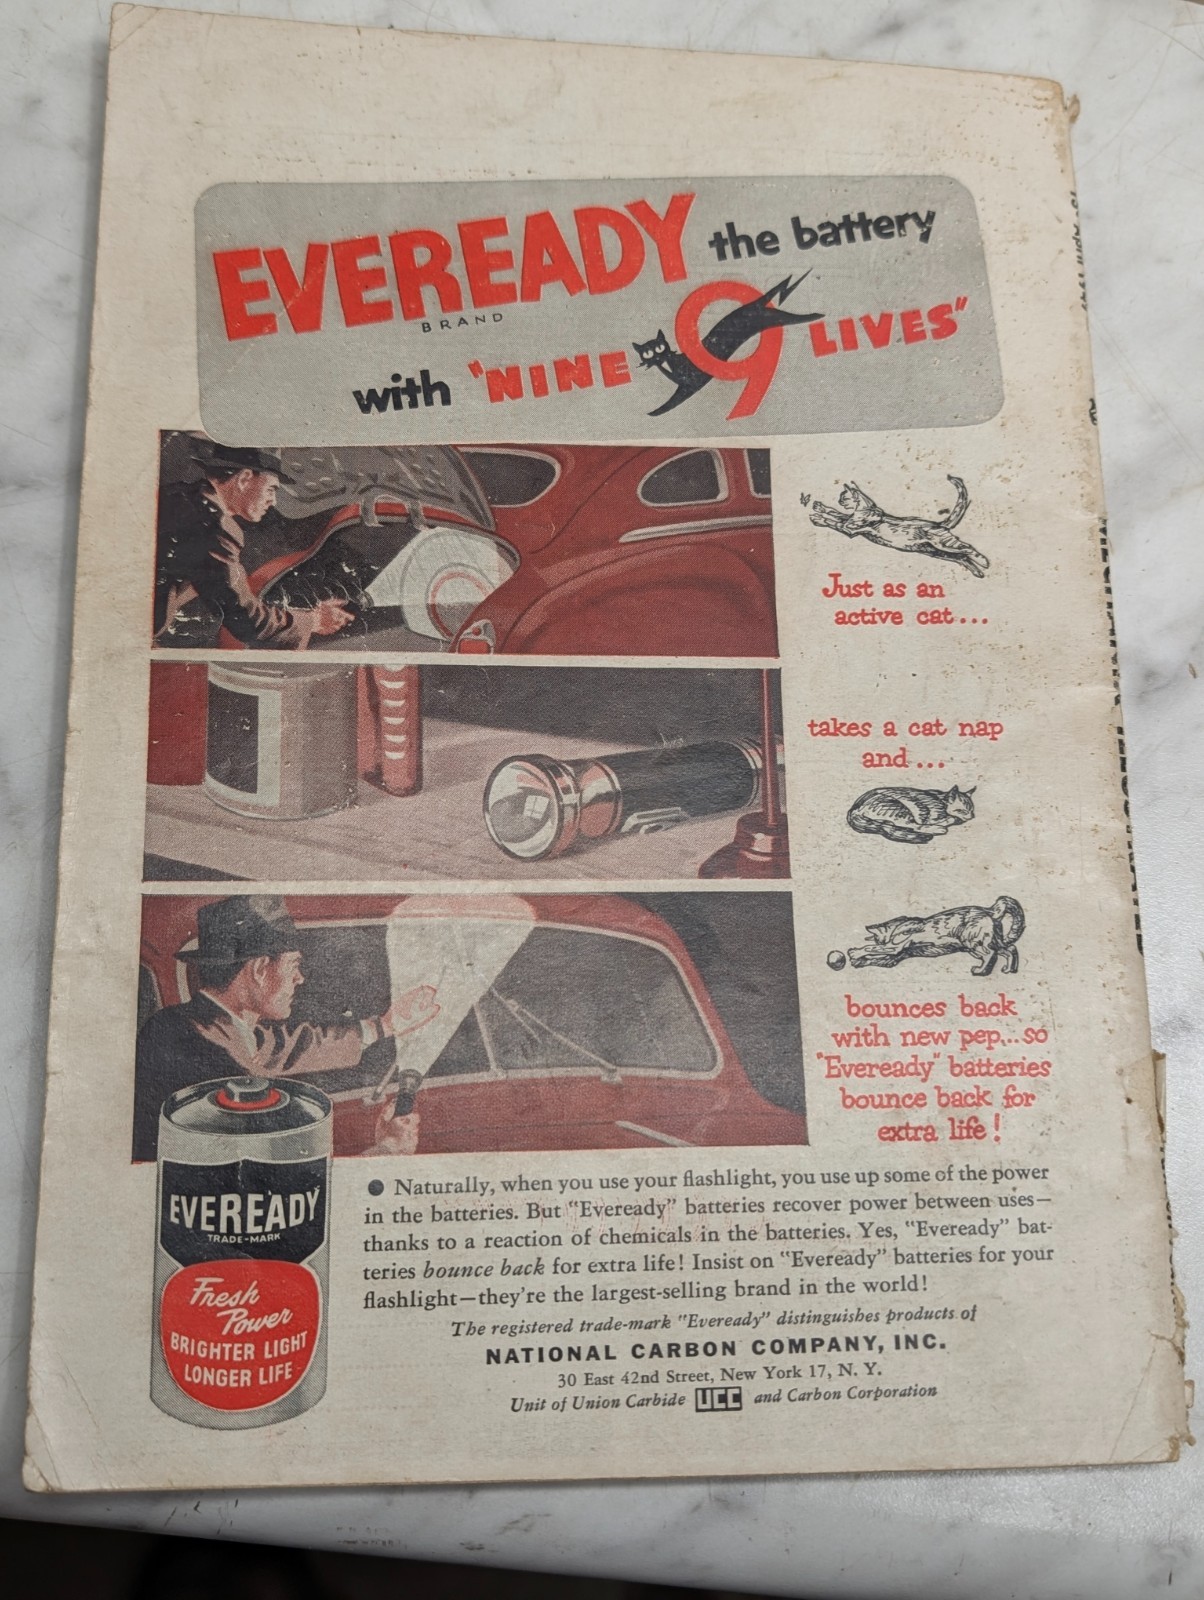 EVEREADY the battery
BRAND
with "NINE 9 LIVES"
Just as an
active cat...
takes a cat nap
and...
bounces back
with new pep...so
"Eveready" batteries
bounce back for
extra life!
● Naturally, when you use your flashlight, you use up some of the power
in the batteries. But "Eveready" batteries recover power between uses—
thanks to a reaction of chemicals in the batteries. Yes, "Eveready" bat-
teries bounce back for extra life! Insist on "Eveready" batteries for your
flashlight—they're the largest-selling brand in the world!
The registered trade-mark "Eveready" distinguishes products of
NATIONAL CARBON COMPANY, INC.
30 East 42nd Street, New York 17, N. Y.
Unit of Union Carbide UCC and Carbon Corporation
EVEREADY
TRADE-MARK
Fresh
Power
BRIGHTER LIGHT
LONGER LIFE